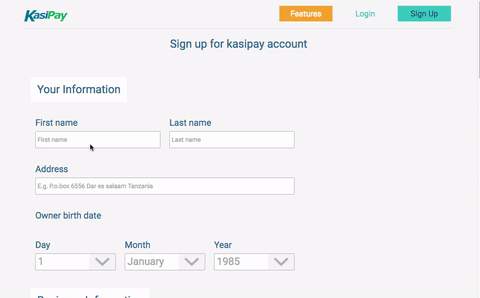 KasiPay
Features
Login
Sign Up
Sign up for kasipay account
Your Information
First name
Last name
First name
Last name
Address
E.g. P.o.box 6556 Dar es salaam Tanzania
Owner birth date
Day
Month
Year
1
January
1985